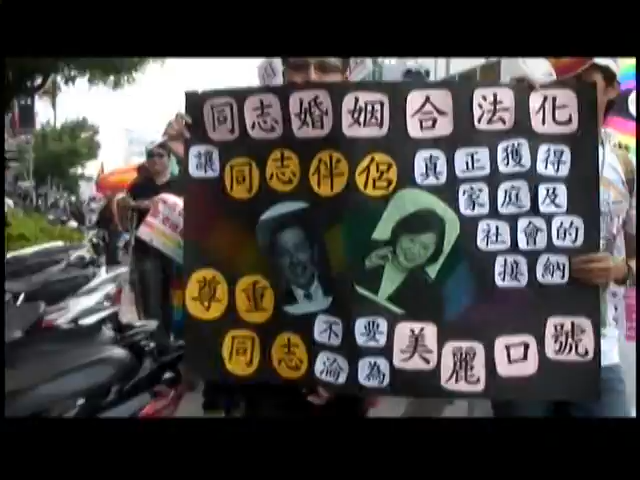 同志婚姻合法化
讓同志伴侶真正獲得
家庭及
社會的
接納
尊重
同志不要
淪為美麗口號